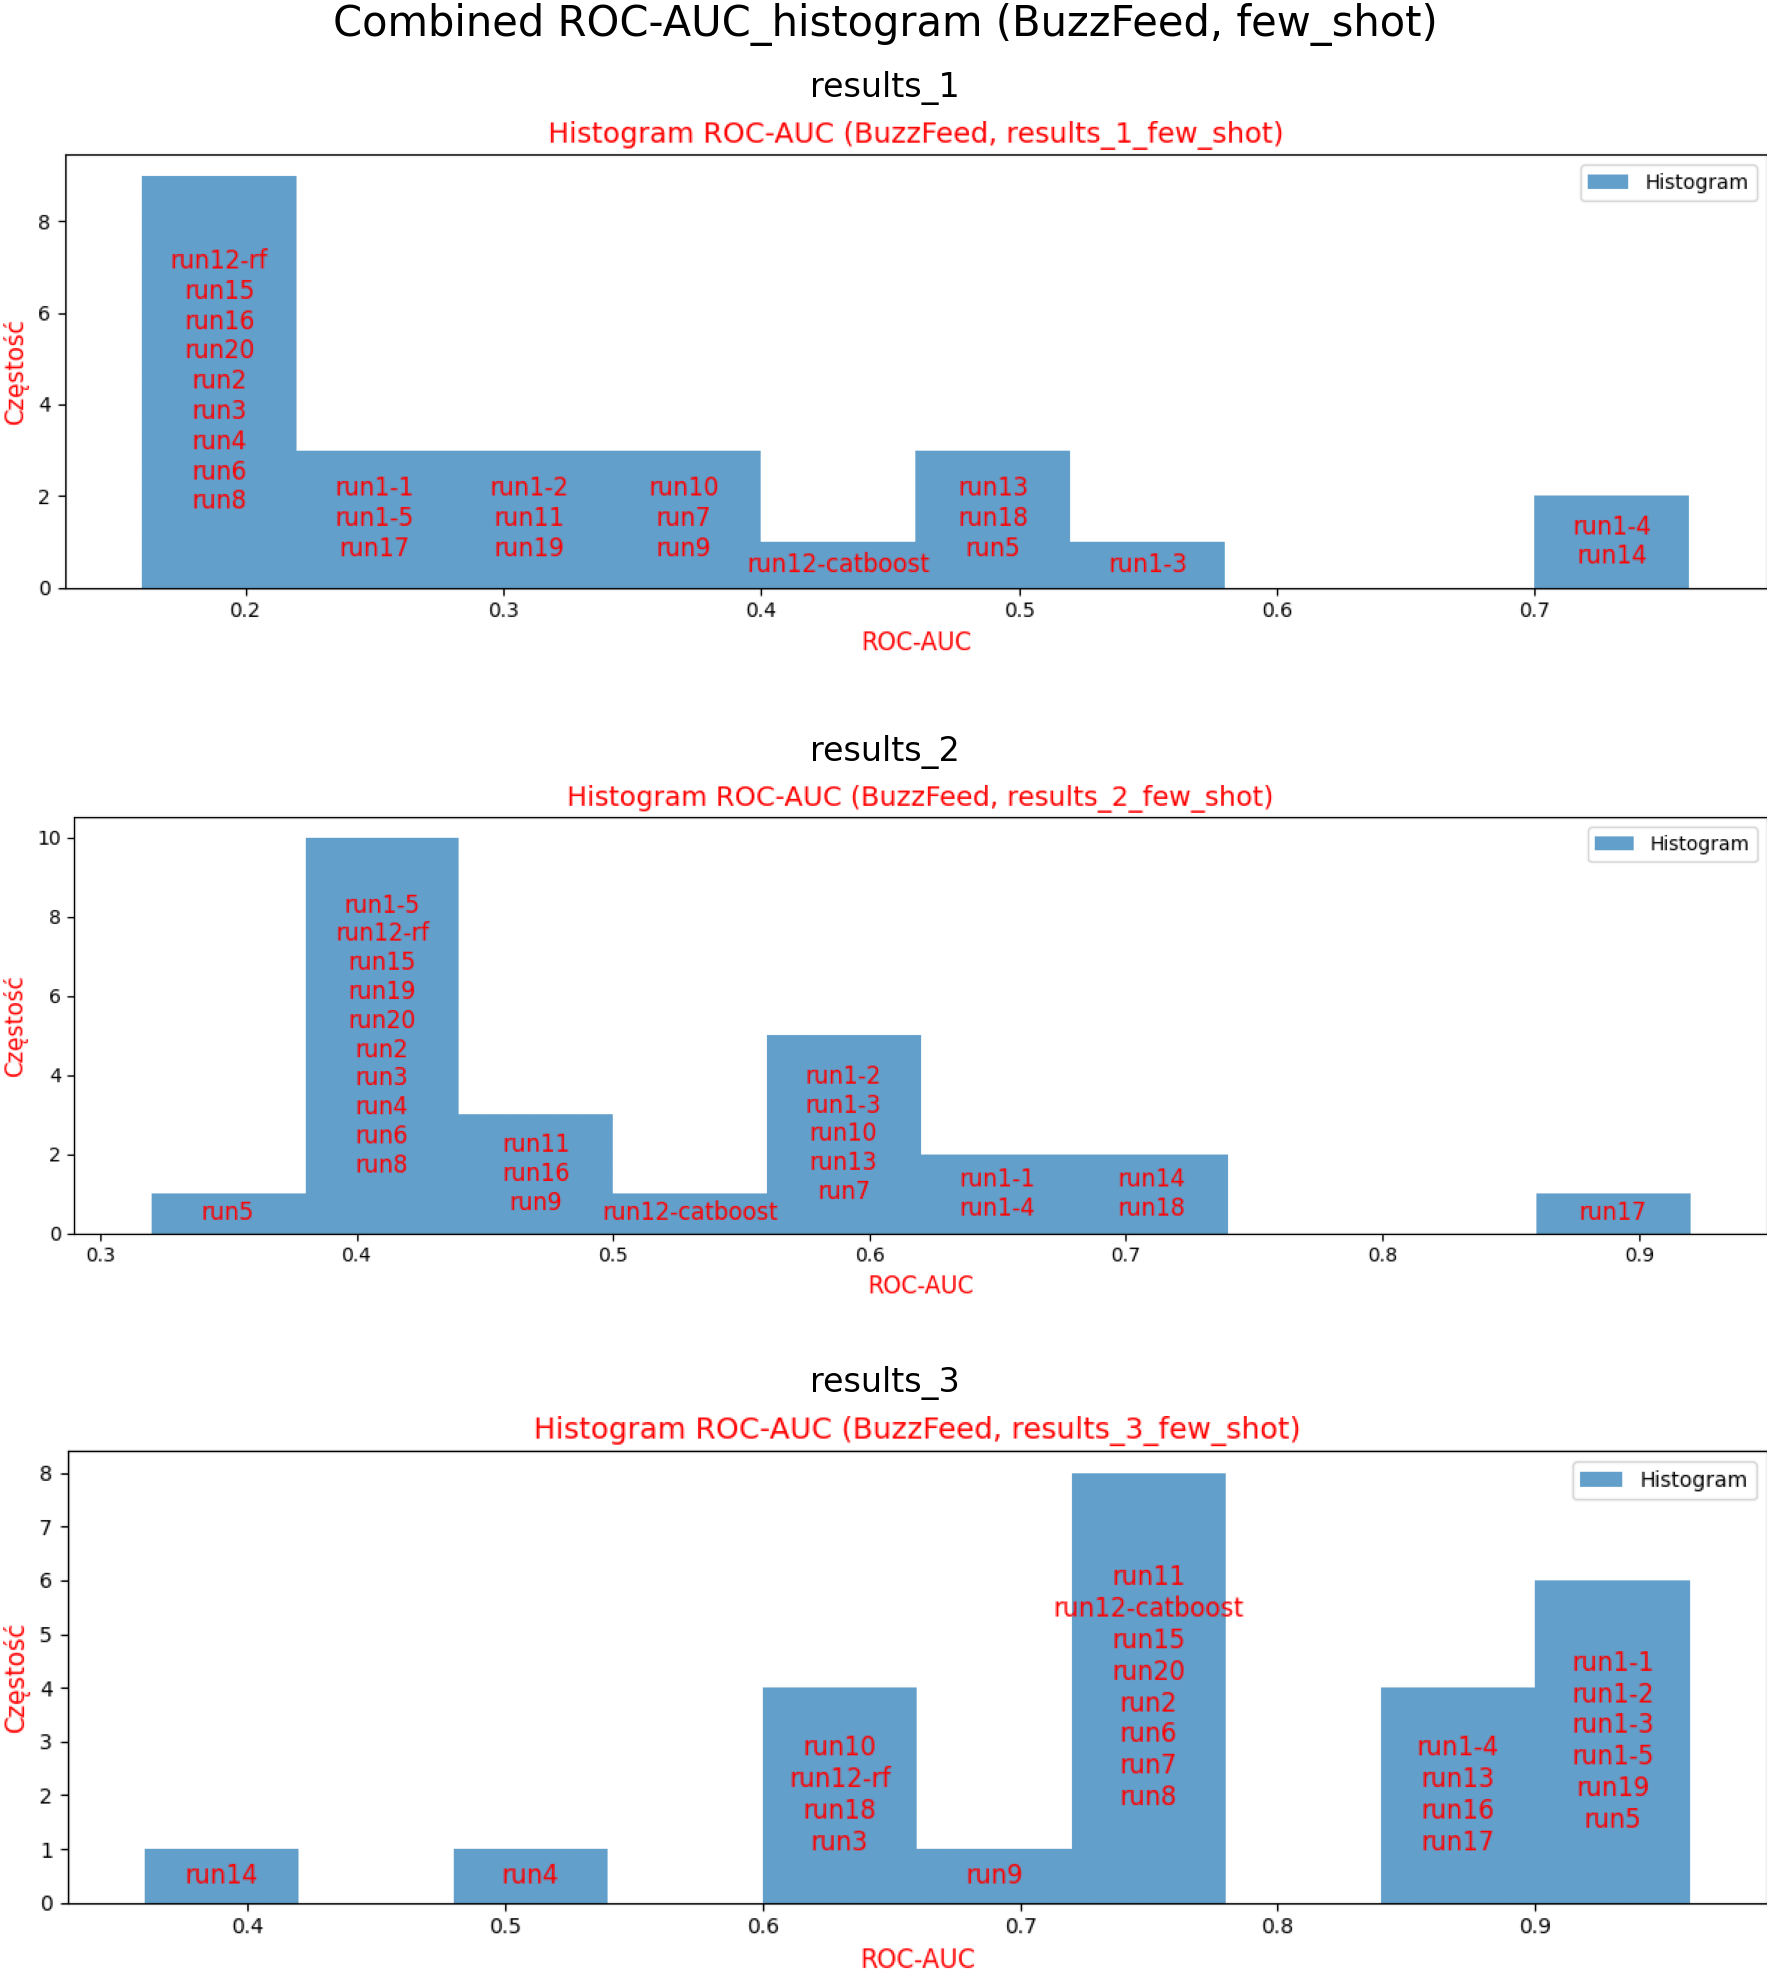 Combined ROC-AUC_histogram (BuzzFeed, few_shot)
results_1
Histogram ROC-AUC (BuzzFeed, results_1_few_shot)
Histogram
Częstość
8
6
4
2
0
run12-rf
run15
run16
run20
run2
run3
run4
run6
run8
run1-1
run1-5
run17
run1-2
run11
run19
run10
run7
run9
run12-catboost
run13
run18
run5
run1-3
run1-4
run14
0.2 0.3 0.4 0.5 0.6 0.7
ROC-AUC
results_2
Histogram ROC-AUC (BuzzFeed, results_2_few_shot)
Histogram
Częstość
10
8
6
4
2
0
run5
run1-5
run12-rf
run15
run19
run20
run2
run3
run4
run6
run8
run11
run16
run9
run12-catboost
run1-2
run1-3
run10
run13
run7
run1-1
run1-4
run14
run18
run17
0.3 0.4 0.5 0.6 0.7 0.8 0.9
ROC-AUC
results_3
Histogram ROC-AUC (BuzzFeed, results_3_few_shot)
Histogram
Częstość
8
7
6
5
4
3
2
1
0
run14
run4
run10
run12-rf
run18
run3
run9
run11
run12-catboost
run15
run20
run2
run6
run7
run8
run1-4
run13
run16
run17
run1-1
run1-2
run1-3
run1-5
run19
run5
0.4 0.5 0.6 0.7 0.8 0.9
ROC-AUC